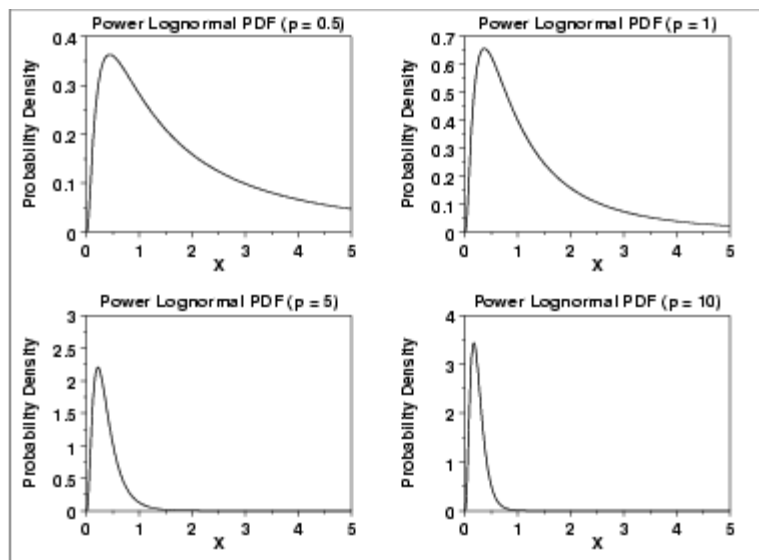 Power Lognormal PDF (p = 0.5)
Probability Density
0.4
0.3
0.2
0.1
0
0 1 2 3 4 5
X
Power Lognormal PDF (p = 1)
Probability Density
0.7
0.6
0.5
0.4
0.3
0.2
0.1
0
0 1 2 3 4 5
X
Power Lognormal PDF (p = 5)
Probability Density
3
2.5
2
1.5
1
0.5
0
0 1 2 3 4 5
X
Power Lognormal PDF (p = 10)
Probability Density
4
3
2
1
0
0 1 2 3 4 5
X